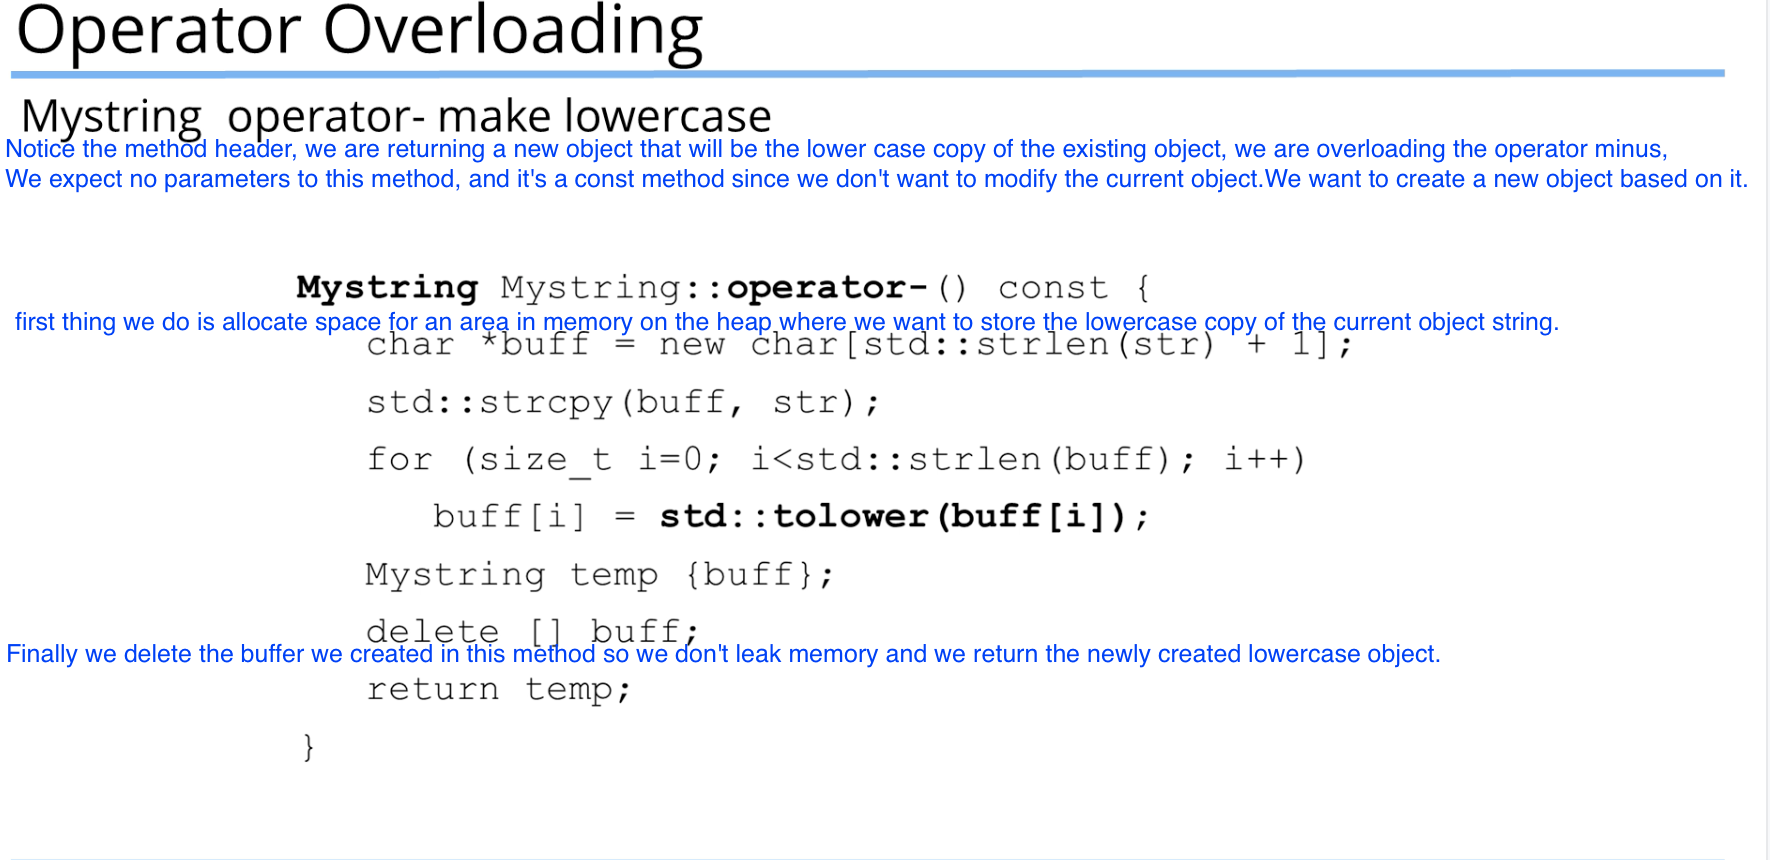 Operator Overloading
Mystring operator- make lowercase
Notice the method header, we are returning a new object that will be the lower case copy of the existing object, we are overloading the operator minus,
We expect no parameters to this method, and it's a const method since we don't want to modify the current object.We want to create a new object based on it.
Mystring Mystring::operator-() const {
first thing we do is allocate space for an area in memory on the heap where we want to store the lowercase copy of the current object string.
char *buff = new char[std::strlen(str) + 1];
std::strcpy(buff, str);
for (size_t i=0; i<std::strlen(buff); i++)
buff[i] = std::tolower(buff[i]);
Mystring temp {buff};
delete [] buff;
Finally we delete the buffer we created in this method so we don't leak memory and we return the newly created lowercase object.
return temp;
}